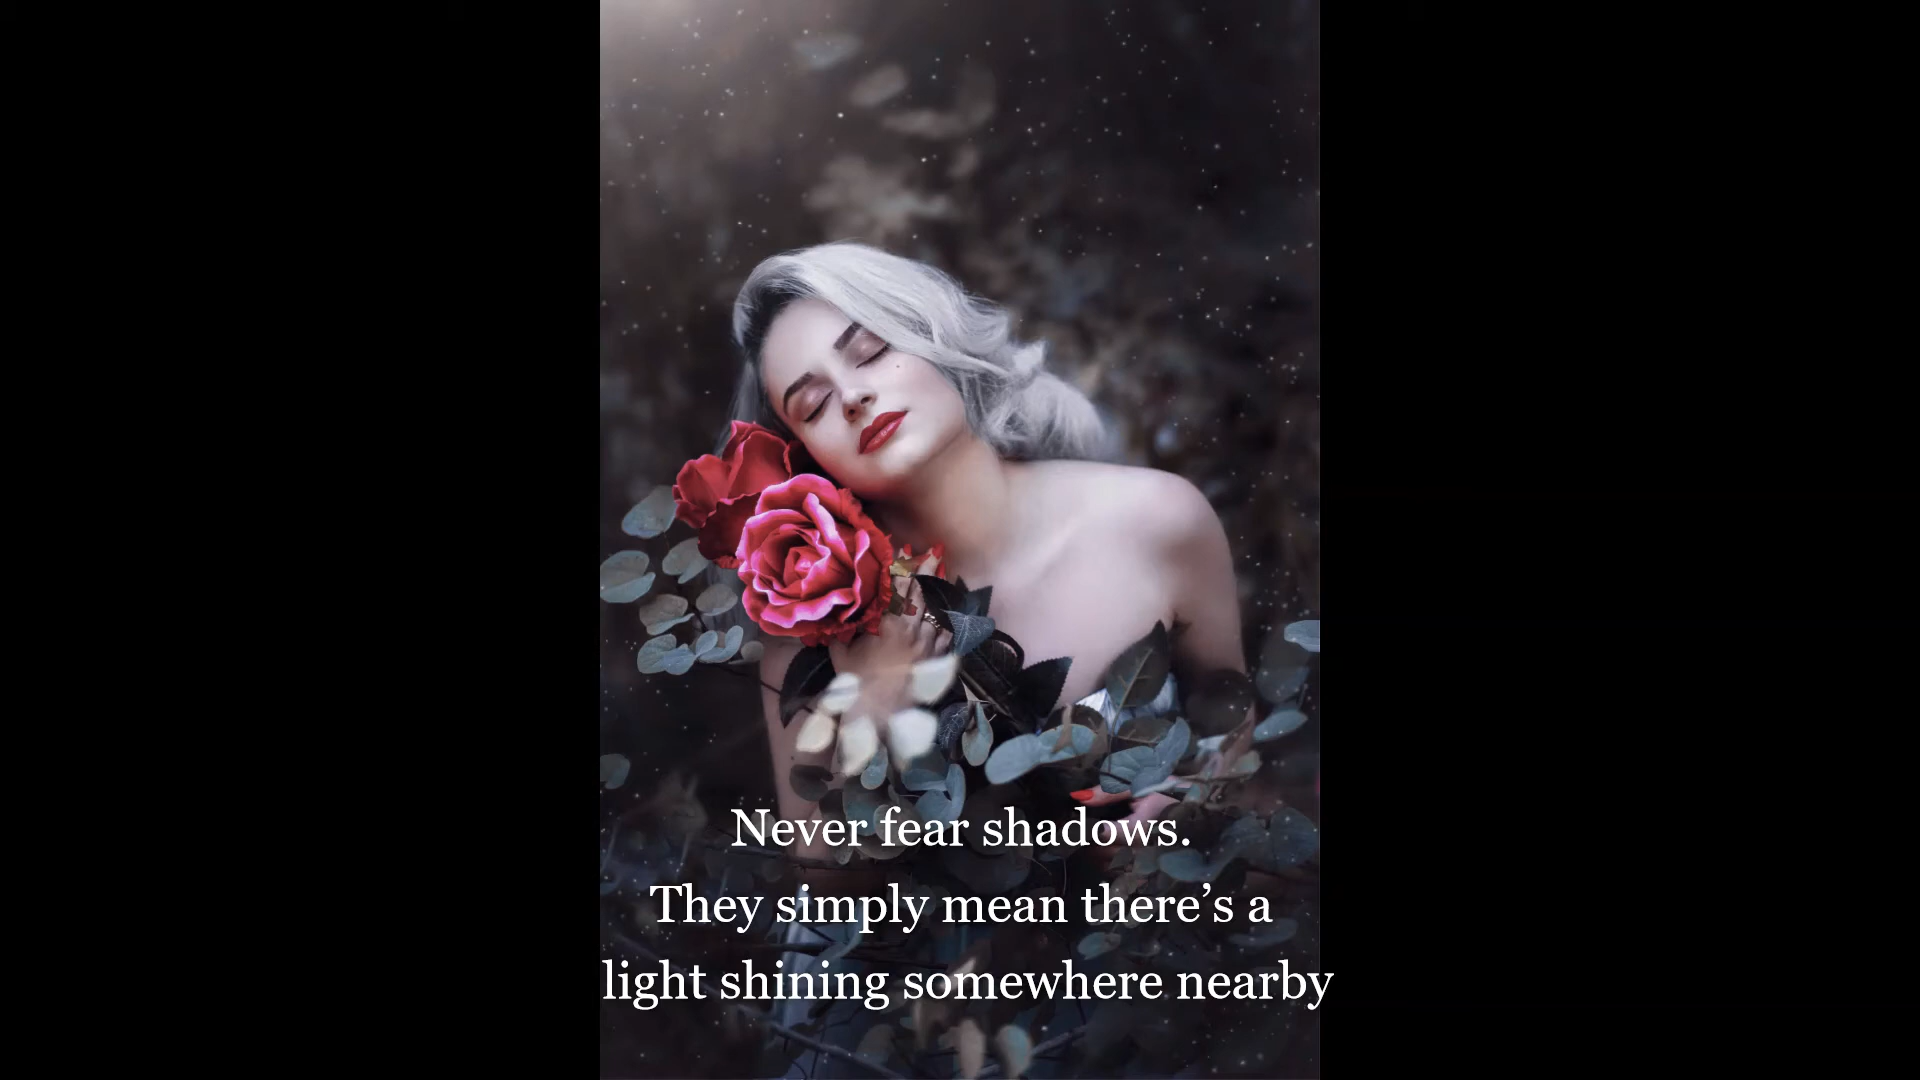 Never fear shadows.
They simply mean there’s a
light shining somewhere nearby